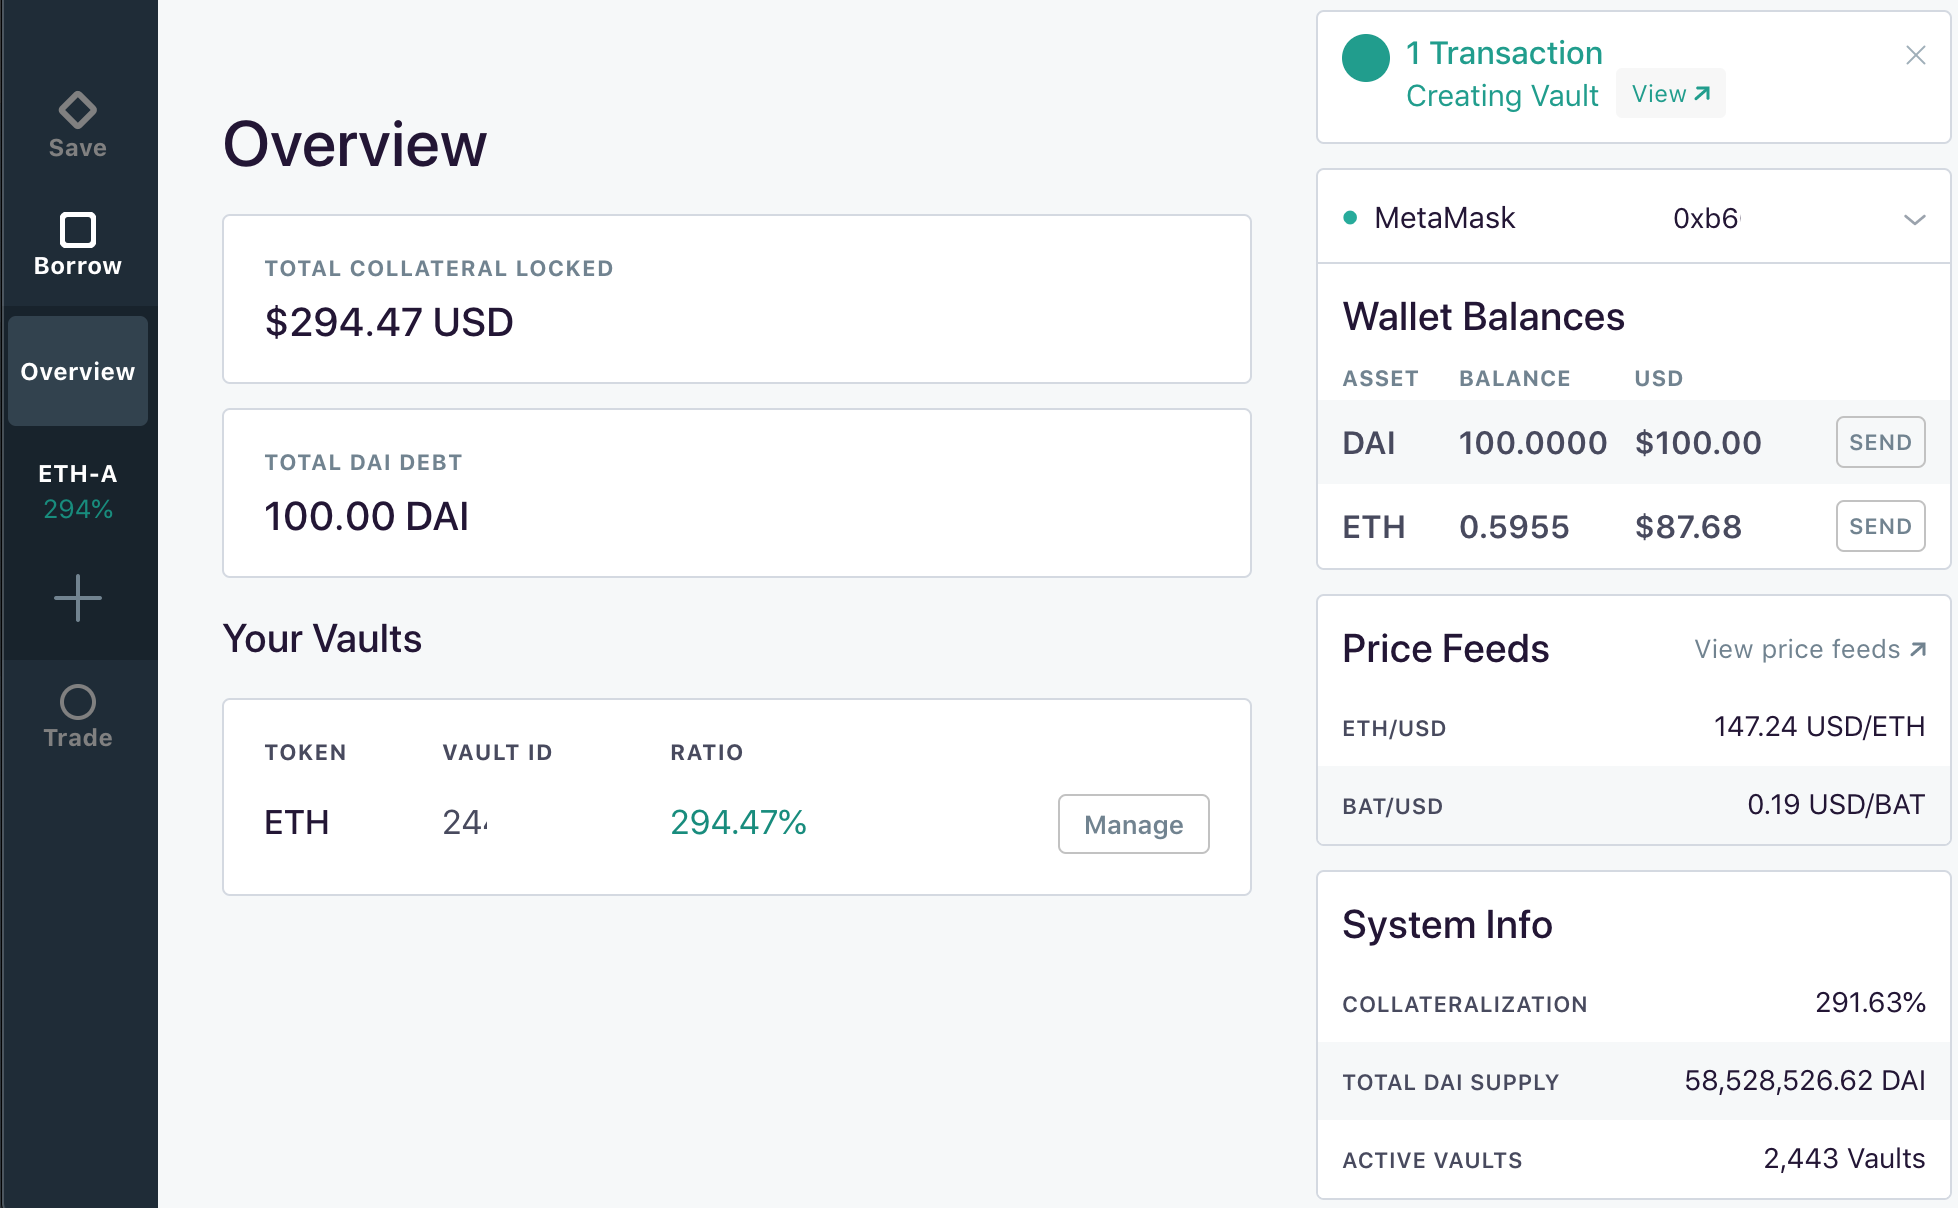 Save
Borrow
Overview
ETH-A
294%
Trade
Overview
TOTAL COLLATERAL LOCKED
$294.47 USD
TOTAL DAI DEBT
100.00 DAI
Your Vaults
TOKEN VAULT ID RATIO
ETH 24 294.47% Manage
1 Transaction
Creating Vault View
MetaMask 0xb6
Wallet Balances
ASSET BALANCE USD
DAI 100.0000 $100.00 SEND
ETH 0.5955 $87.68 SEND
Price Feeds View price feeds
ETH/USD 147.24 USD/ETH
BAT/USD 0.19 USD/BAT
System Info
COLLATERALIZATION 291.63%
TOTAL DAI SUPPLY 58,528,526.62 DAI
ACTIVE VAULTS 2,443 Vaults